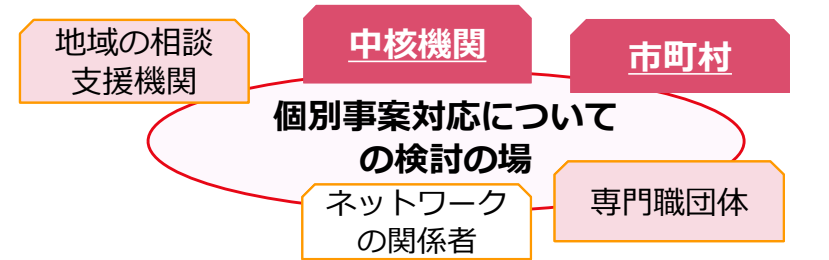 地域の相談
支援機関
中核機関
市町村
個別事案対応について
の検討の場
ネットワーク
の関係者
専門職団体